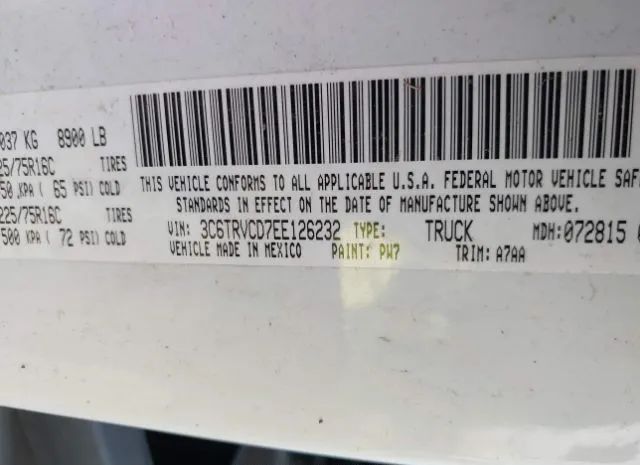 037 KG 8900 LB
25/75R16C TIRES
50 KPA ( 65 PSI) COLD
225/75R16C TIRES
500 KPA ( 72 PSI) COLD
THIS VEHICLE CONFORMS TO ALL APPLICABLE U.S.A. FEDERAL MOTOR VEHICLE SAF
STANDARDS IN EFFECT ON THE DATE OF MANUFACTURE SHOWN ABOVE.
VIN: 3C6TRVCD7EE126232 TYPE: TRUCK MDH:072815
VEHICLE MADE IN MEXICO PAINT: PW7 TRIM: A7AA